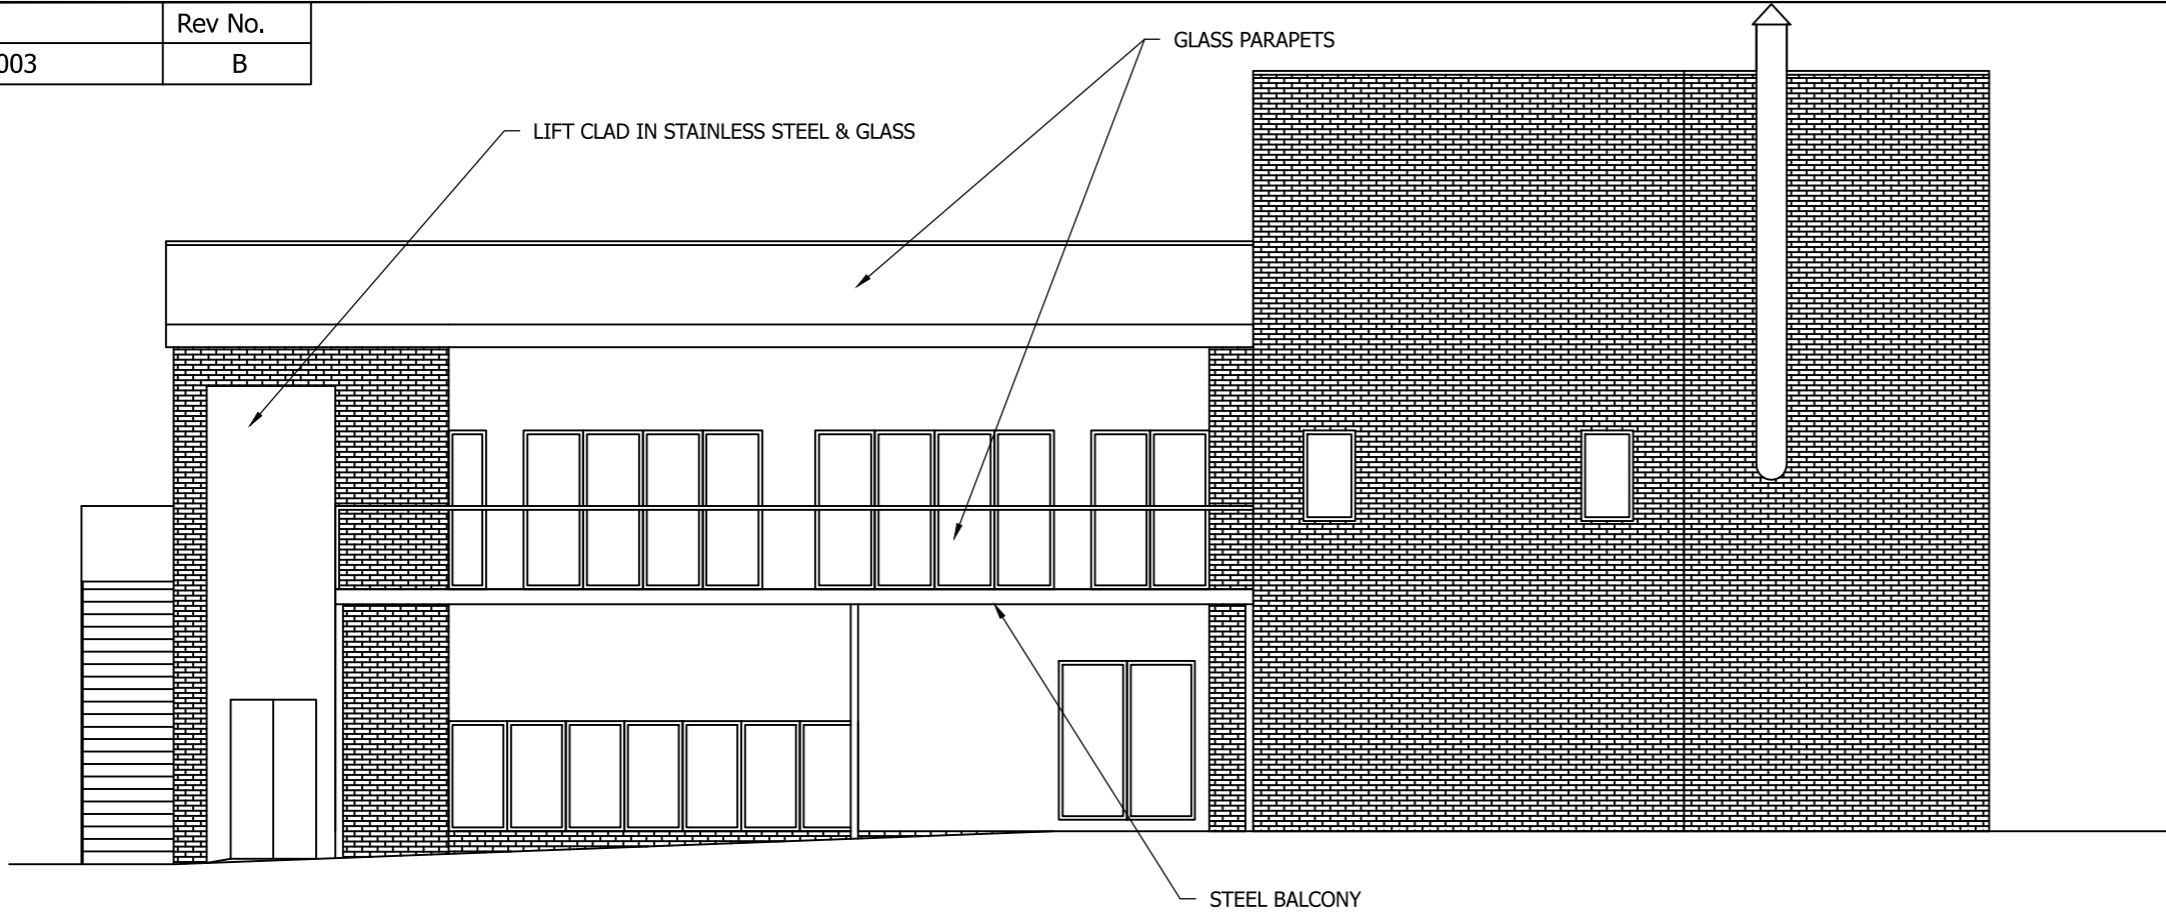 Rev No.
003 B
GLASS PARAPETS
LIFT CLAD IN STAINLESS STEEL & GLASS
STEEL BALCONY